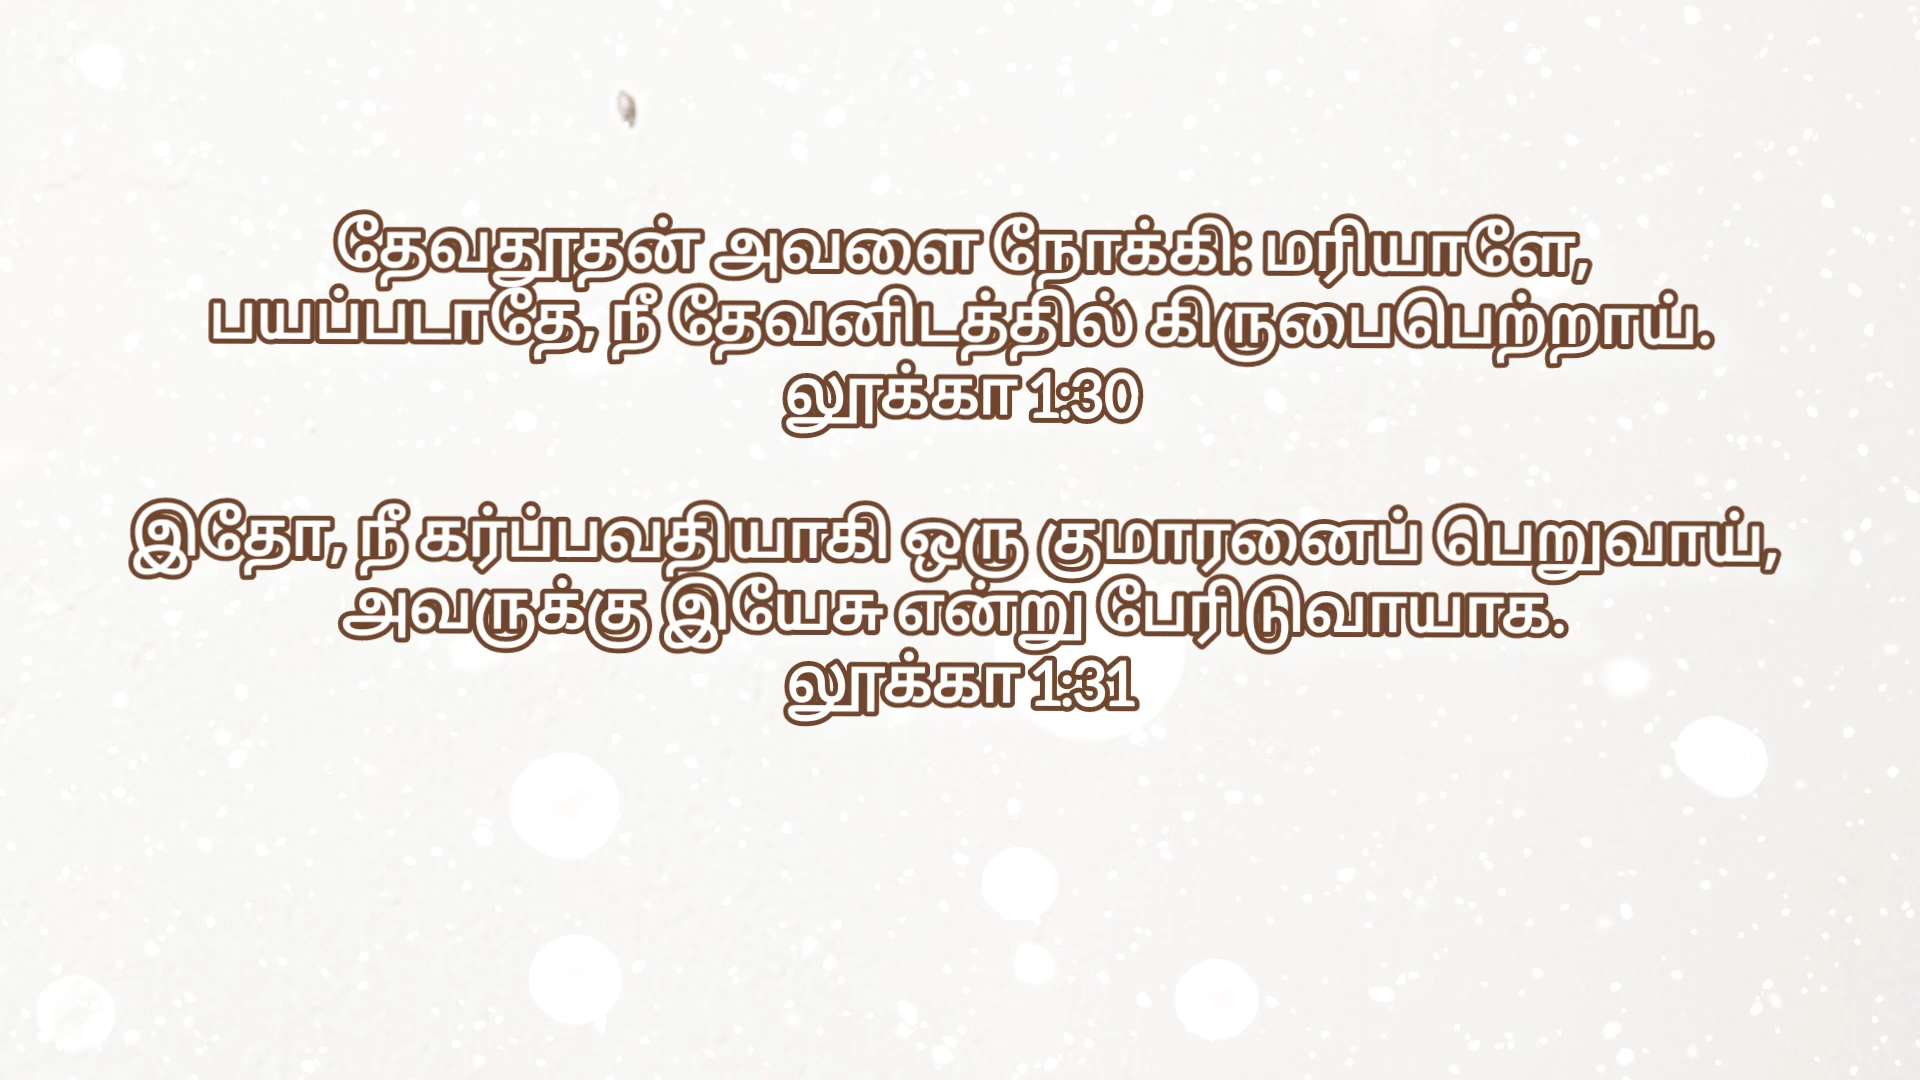 தேவதூதன் அவளை நோக்கி: மரியாளே,
பயப்படாதே, நீ தேவனிடத்தில் கிருபைபெற்றாய்.
லூக்கா 1:30
இதோ, நீ கர்ப்பவதியாகி ஒரு குமாரனைப் பெறுவாய்,
அவருக்கு இயேசு என்று பேரிடுவாயாக.
லூக்கா 1:31